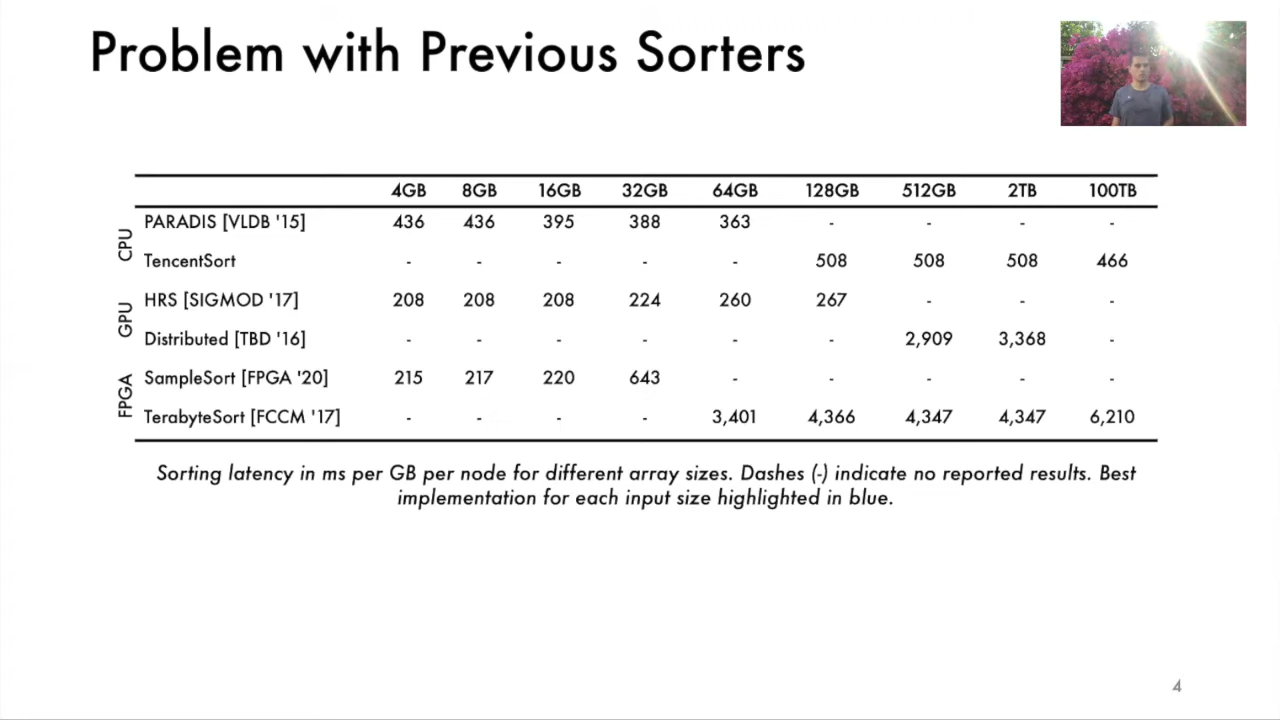 Problem with Previous Sorters
4GB 8GB 16GB 32GB 64GB 128GB 512GB 2TB 100TB
CPU
PARADIS [VLDB '15] 436 436 395 388 363 - - - -
TencentSort - - - - - 508 508 508 466
GPU
HRS [SIGMOD '17] 208 208 208 224 260 267 - - -
Distributed [TBD '16] - - - - - - 2,909 3,368 -
FPGA
SampleSort [FPGA '20] 215 217 220 643 - - - - -
TerabyteSort [FCCM '17] - - - - 3,401 4,366 4,347 4,347 6,210
Sorting latency in ms per GB per node for different array sizes. Dashes (-) indicate no reported results. Best
implementation for each input size highlighted in blue.
4